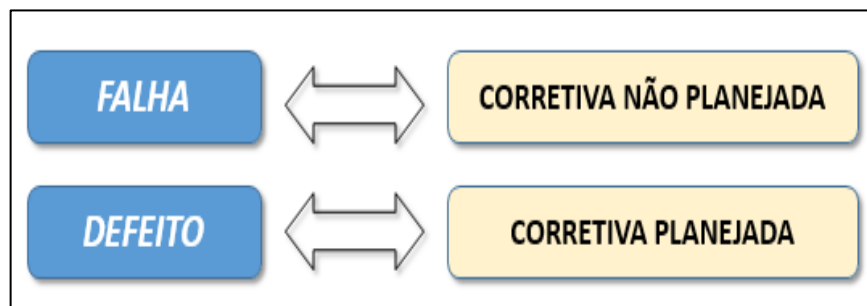 FALHA
CORRETIVA NÃO PLANEJADA
DEFEITO
CORRETIVA PLANEJADA